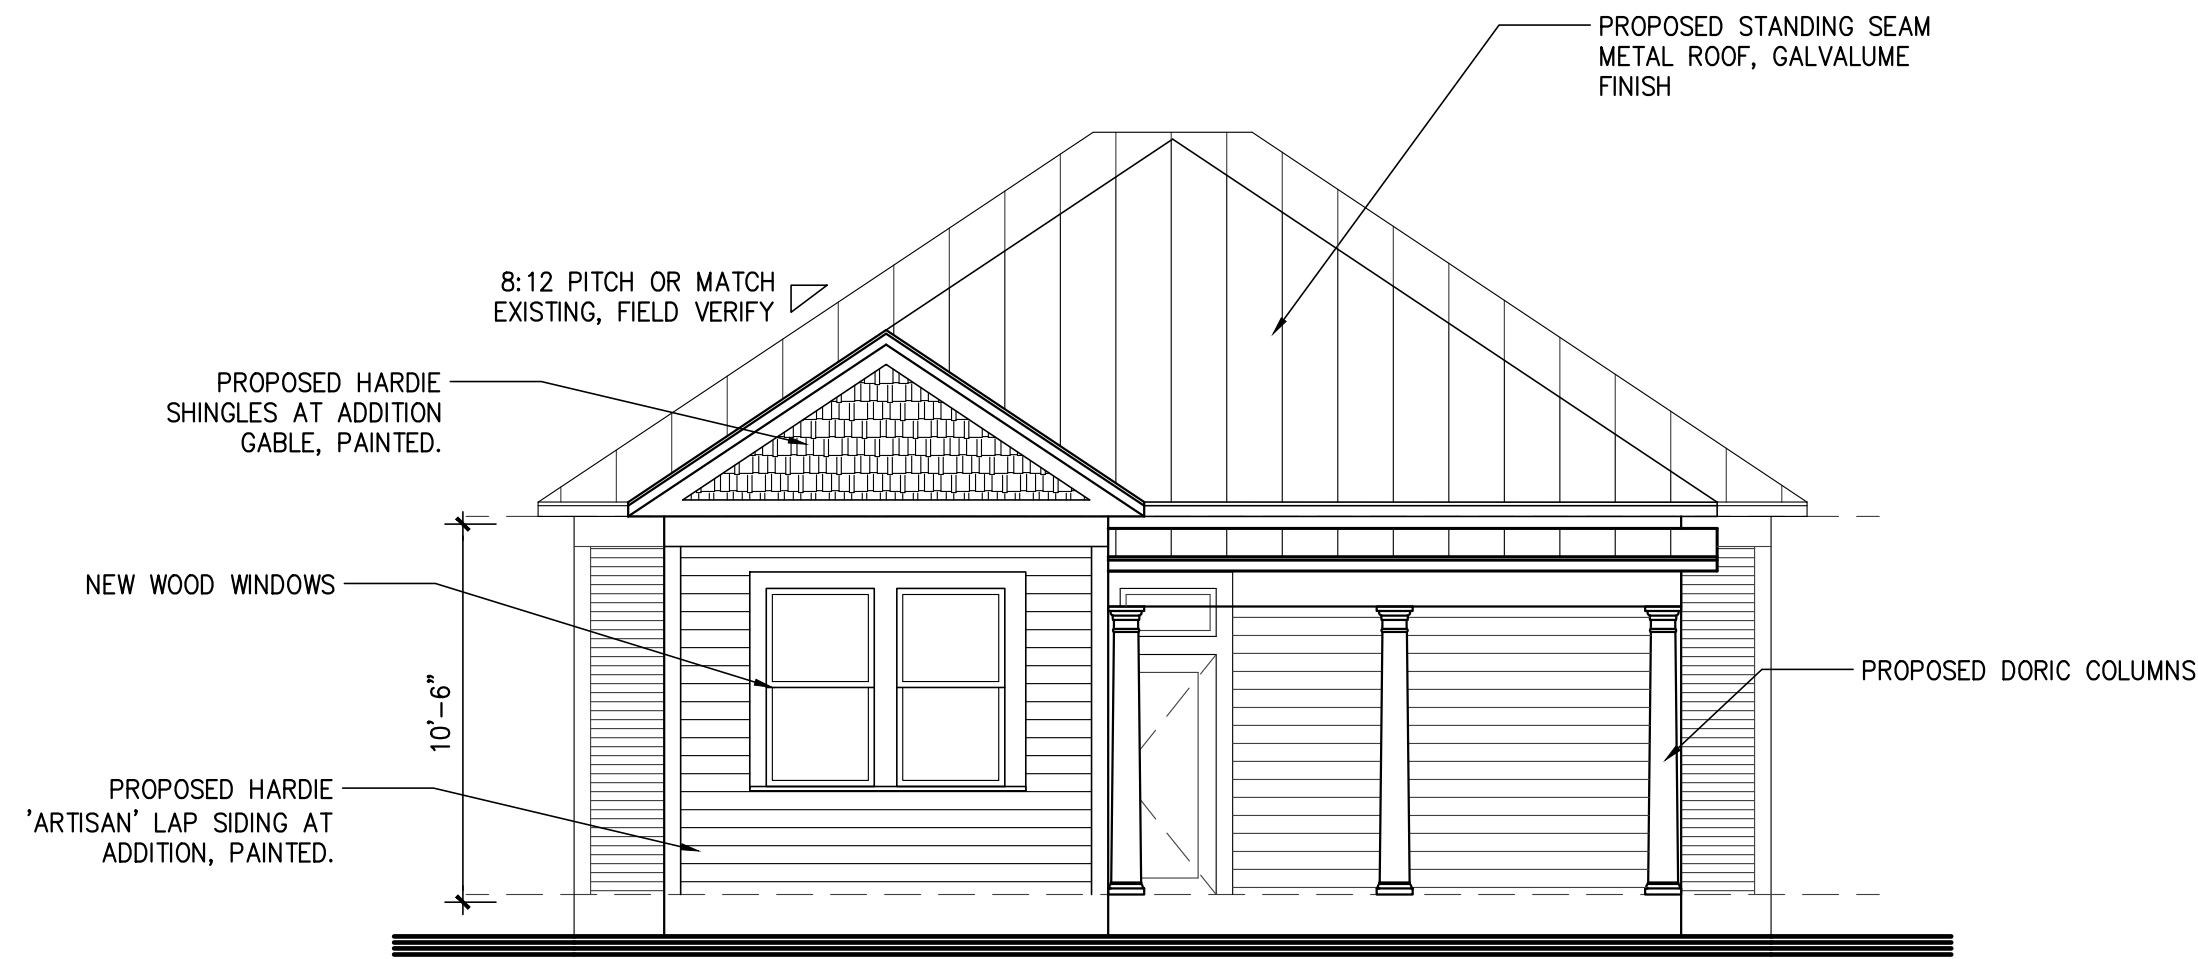 PROPOSED STANDING SEAM
METAL ROOF, GALVALUME
FINISH
8:12 PITCH OR MATCH
EXISTING, FIELD VERIFY
PROPOSED HARDIE
SHINGLES AT ADDITION
GABLE, PAINTED.
NEW WOOD WINDOWS
10'-6"
PROPOSED DORIC COLUMNS
PROPOSED HARDIE
'ARTISAN' LAP SIDING AT
ADDITION, PAINTED.